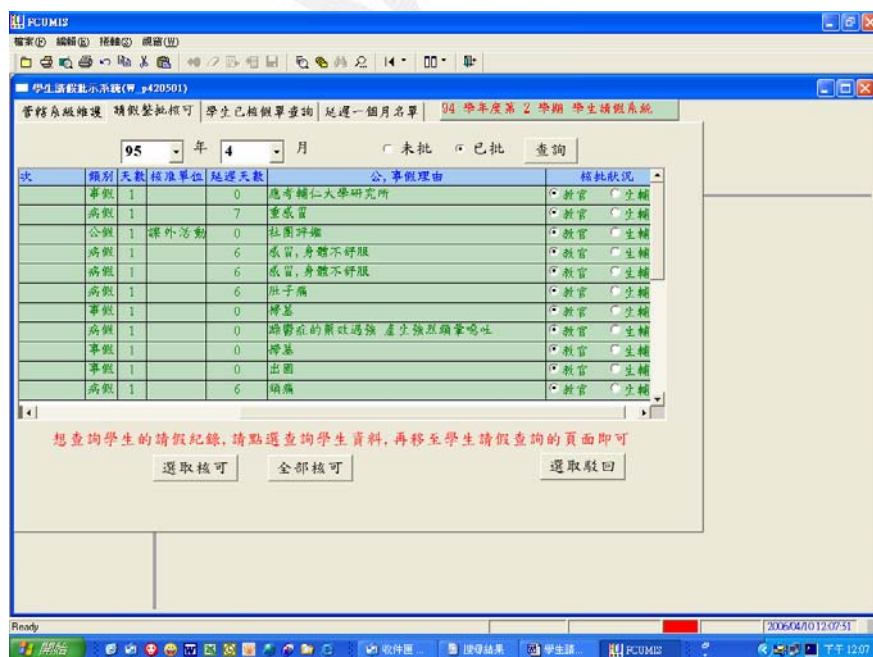 FCUMIS
檔案(F) 編輯(E) 捲軸(S) 視窗(W)
學生請假批示系統(W_p420501)
管轄系級維護 請假整批核可 學生已核假單查詢 延遲一個月名單 94 學年度第 2 學期 學生請假系統
95 年 4 月 未批 已批 查詢
次 類別 天數 核准單位 延遲天數 公,事假理由 核批狀況
事假 1 0 應考輔仁大學研究所 教官 生輔
病假 1 7 重感冒 教官 生輔
公假 1 課外活動 0 社團評鑑 教官 生輔
病假 1 6 感冒,身體不舒服 教官 生輔
病假 1 6 感冒,身體不舒服 教官 生輔
病假 1 6 肚子痛 教官 生輔
事假 1 0 掃墓 教官 生輔
病假 1 0 躁鬱症的藥效過強 產生強烈頭暈嘔吐 教官 生輔
事假 1 0 掃墓 教官 生輔
事假 1 0 出國 教官 生輔
病假 1 6 頭痛 教官 生輔
想查詢學生的請假紀錄,請點選查詢學生資料,再移至學生請假查詢的頁面即可
選取核可 全部核可 選取駁回
Ready 2006/04/10 12:07:51
開始 收件匣... 搜尋結果 學生請... FCUMIS 下午 12:07